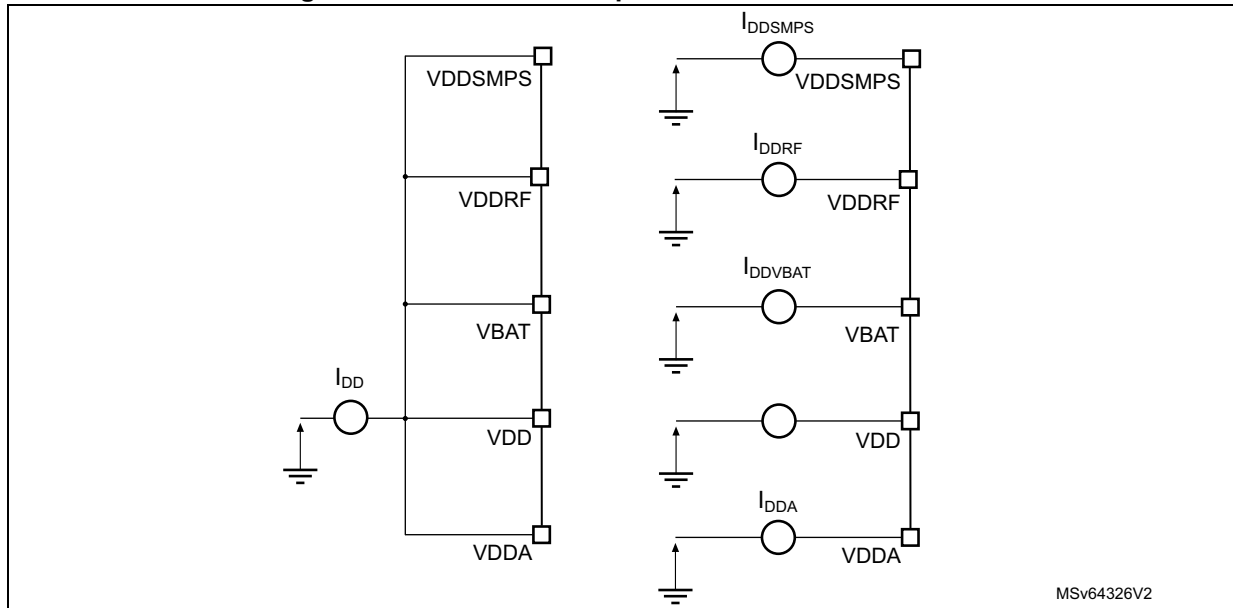 IDDSMPS
VDDSMPS
VDDSMPS
IDDRF
VDDRF
VDDRF
IDDVBAT
VBAT
VBAT
IDD
VDD
VDD
IDDA
VDDA
VDDA
MSv64326V2